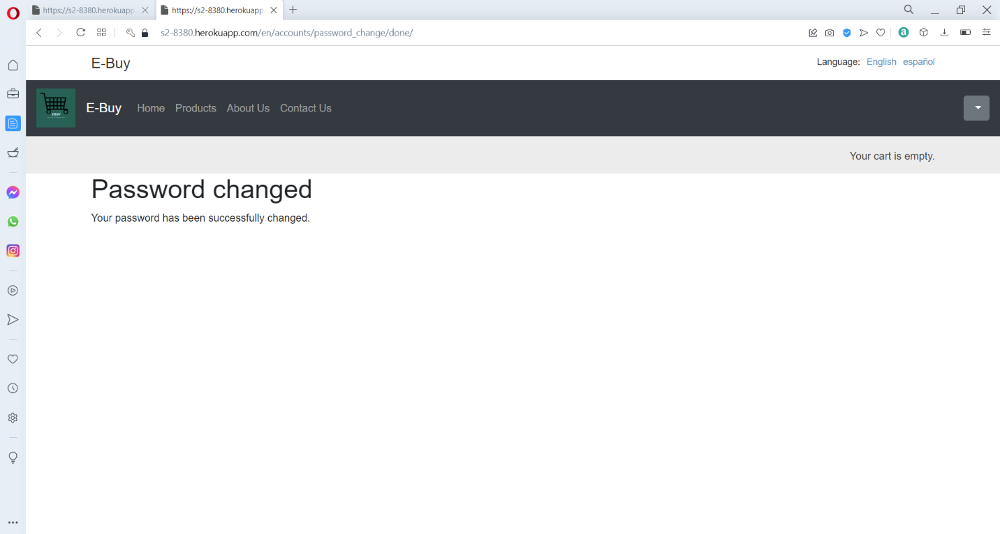 https://s2-8380.herokuapp
https://s2-8380.herokuapp.
s2-8380.herokuapp.com/en/accounts/password_change/done/
E-Buy
Language: English español
E-Buy Home Products About Us Contact Us
EBUY
Your cart is empty.
Password changed
Your password has been successfully changed.